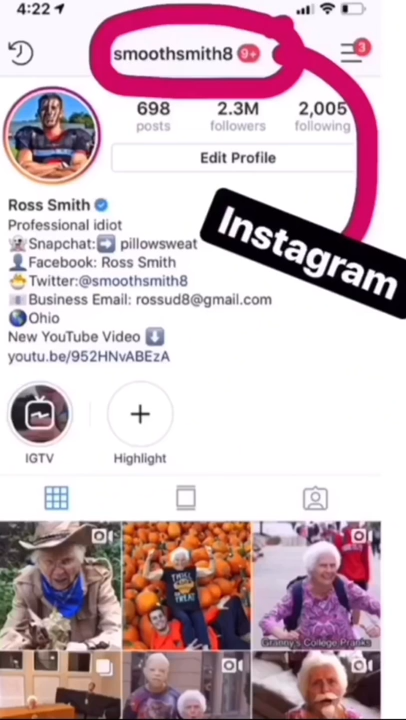 4:22
smoothsmith8 9+
3
698 2.3M 2,005
posts followers following
Edit Profile
Ross Smith
Professional idiot
Snapchat: pillowsweat
Facebook: Ross Smith
Twitter:@smoothsmith8
Business Email: rossud8@gmail.com
Ohio
New YouTube Video
youtu.be/952HNvABEzA
Instagram
IGTV
Highlight
Granny's College Pranks